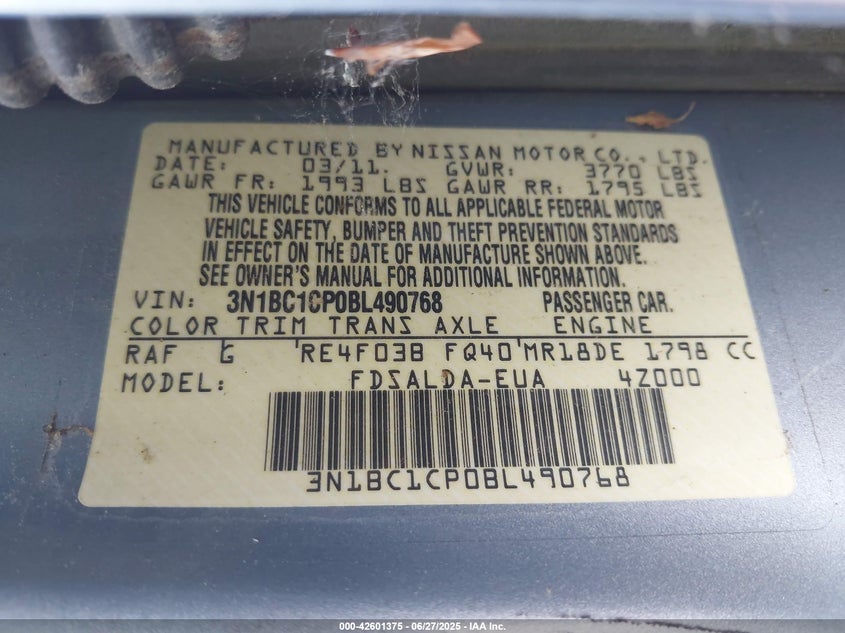 MANUFACTURED BY NISSAN MOTOR CO., LTD.
DATE: 03/11. GVWR: 3770 LBS
GAWR FR: 1993 LBS GAWR RR: 1795 LBS
THIS VEHICLE CONFORMS TO ALL APPLICABLE FEDERAL MOTOR
VEHICLE SAFETY, BUMPER AND THEFT PREVENTION STANDARDS
IN EFFECT ON THE DATE OF MANUFACTURE SHOWN ABOVE.
SEE OWNER'S MANUAL FOR ADDITIONAL INFORMATION.
VIN: 3N1BC1CP0BL490768 PASSENGER CAR.
COLOR TRIM TRANS AXLE ENGINE
RAF G RE4F03B FQ40 MR18DE 1798 CC
MODEL: FDSALDA-EUA 4Z000
3N1BC1CP0BL490768
000-42601375 | 06/27/2025 - IAA Inc.